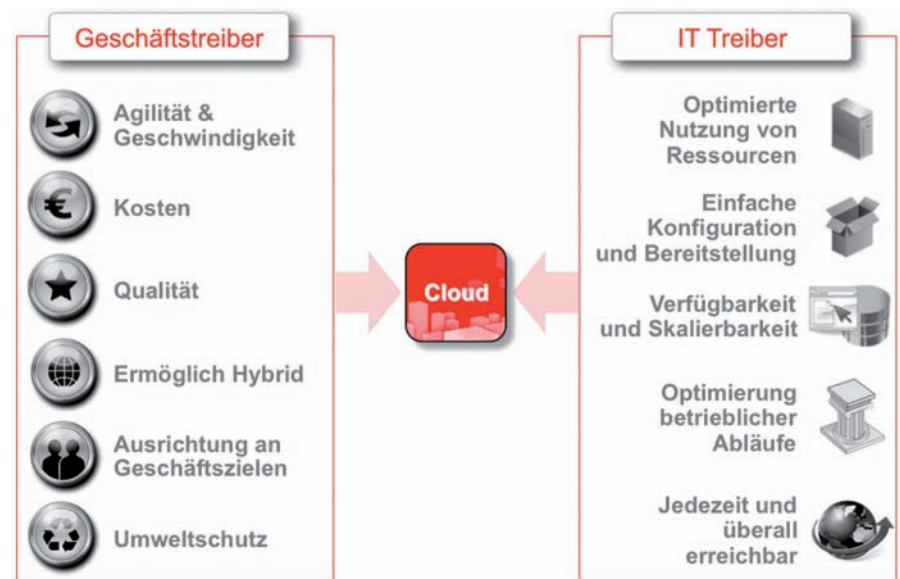 Geschäftstreiber
Agilität &
Geschwindigkeit
€
Kosten
Qualität
Ermöglich Hybrid
Ausrichtung an
Geschäftszielen
Umweltschutz
Cloud
IT Treiber
Optimierte
Nutzung von
Ressourcen
Einfache
Konfiguration
und Bereitstellung
Verfügbarkeit
und Skalierbarkeit
Optimierung
betrieblicher
Abläufe
Jedezeit und
überall
erreichbar